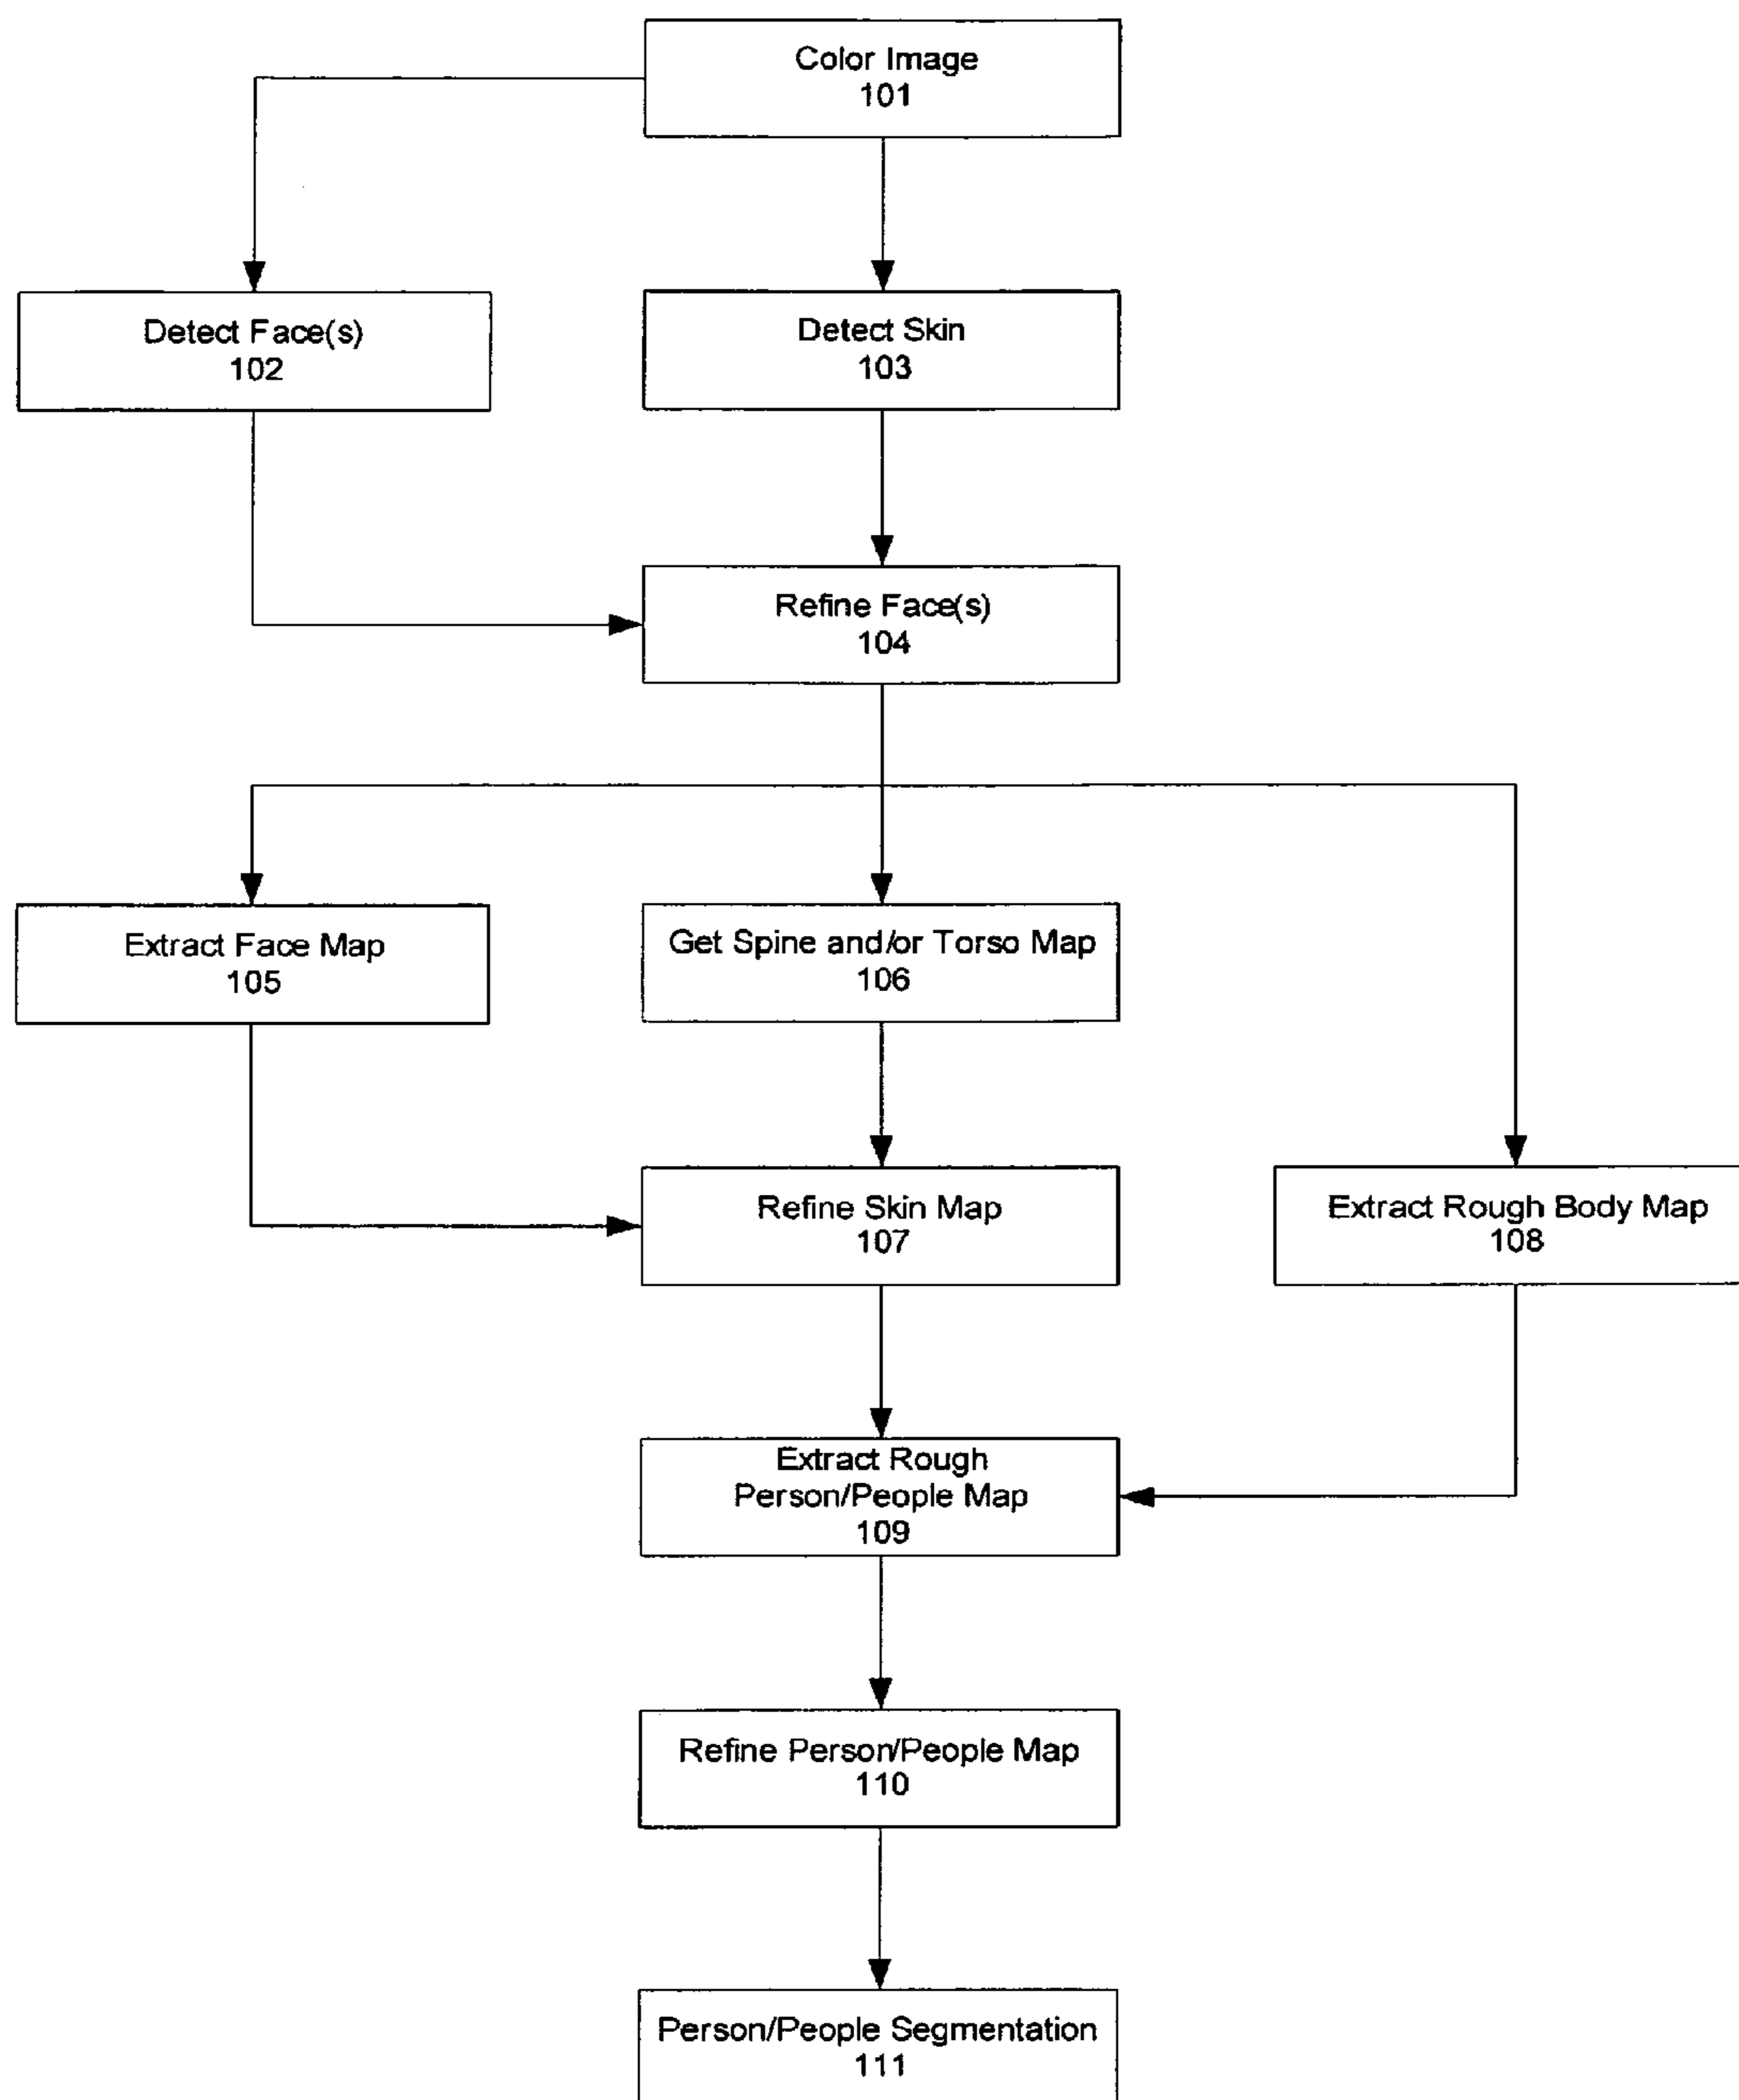 Color Image
101
Detect Face(s)
102
Detect Skin
103
Refine Face(s)
104
Extract Face Map
105
Get Spine and/or Torso Map
106
Refine Skin Map
107
Extract Rough Body Map
108
Extract Rough
Person/People Map
109
Refine Person/People Map
110
Person/People Segmentation
111